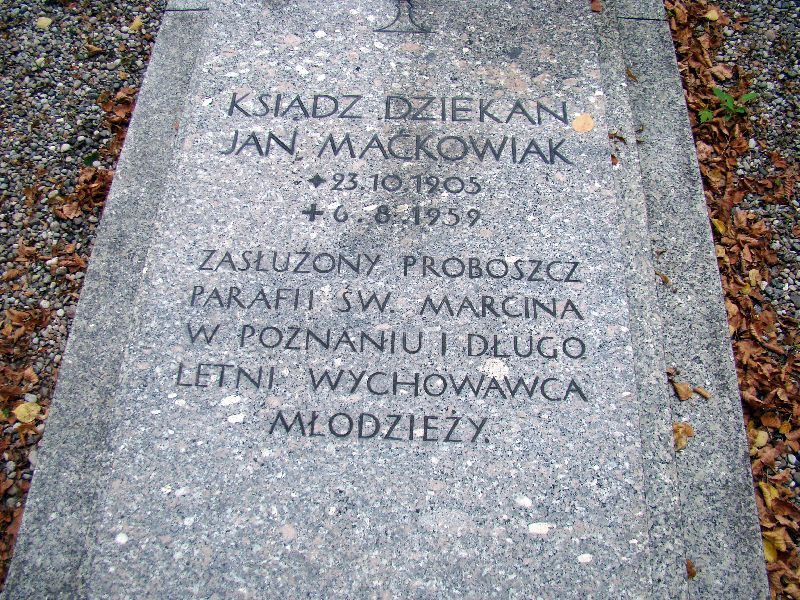 KSIĄDZ DZIEKAN
JAN MAĆKOWIAK
✦ 23.10.1905
✝ 6.8.1959
ZASŁUŻONY PROBOSZCZ
PARAFII ŚW. MARCINA
W POZNANIU I DŁUGO
LETNI WYCHOWAWCA
MŁODZIEŻY.